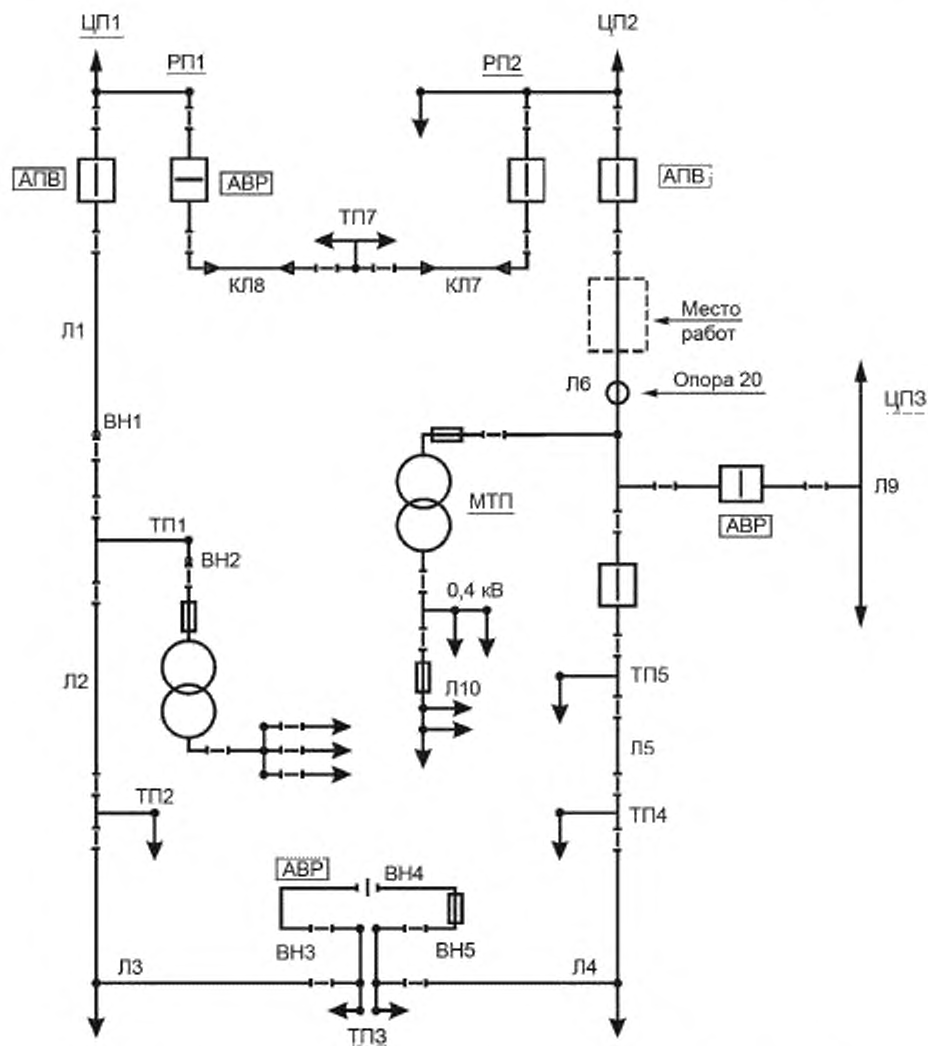 ЦП1
ЦП2
РП1
РП2
АПВ
АВР
АПВ
ТП7
КЛ8
КЛ7
Место
работ
Л1
Л6
Опора 20
ЦП3
ВН1
МТП
Л9
ТП1
ВН2
АВР
0,4 кВ
Л2
Л10
ТП5
Л5
ТП2
ТП4
АВР
ВН4
ВН3
ВН5
Л3
Л4
ТП3